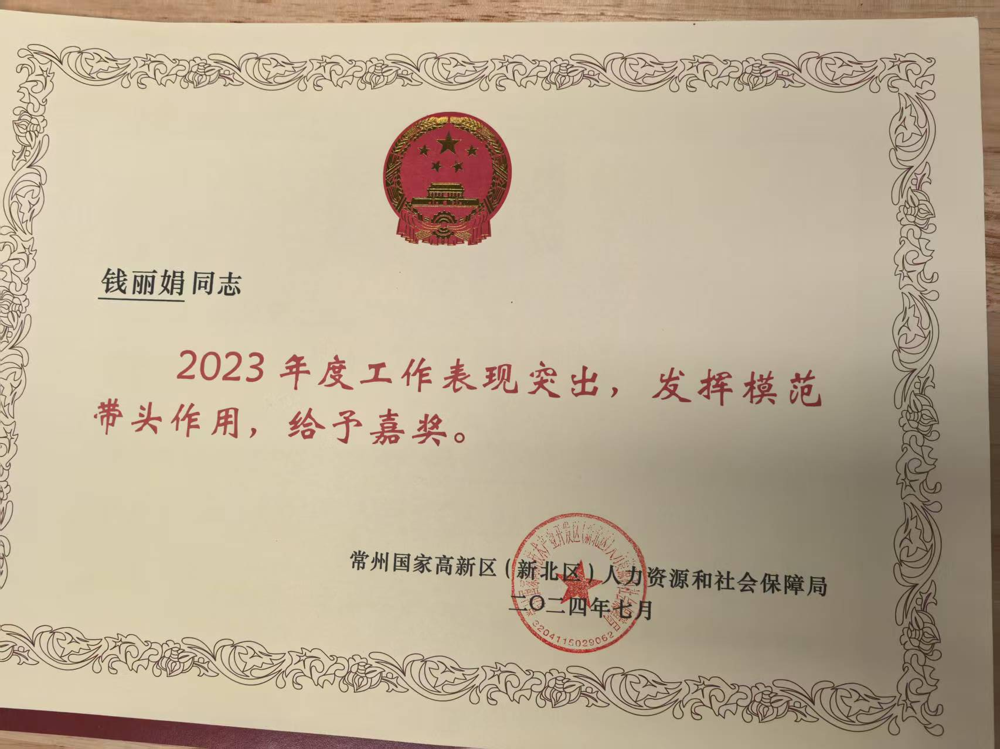 钱丽娟同志
2023年度工作表现突出，发挥模范
带头作用，给予嘉奖。
常州国家高新区（新北区）人力资源和社会保障局
二〇二四年七月
3204115029062